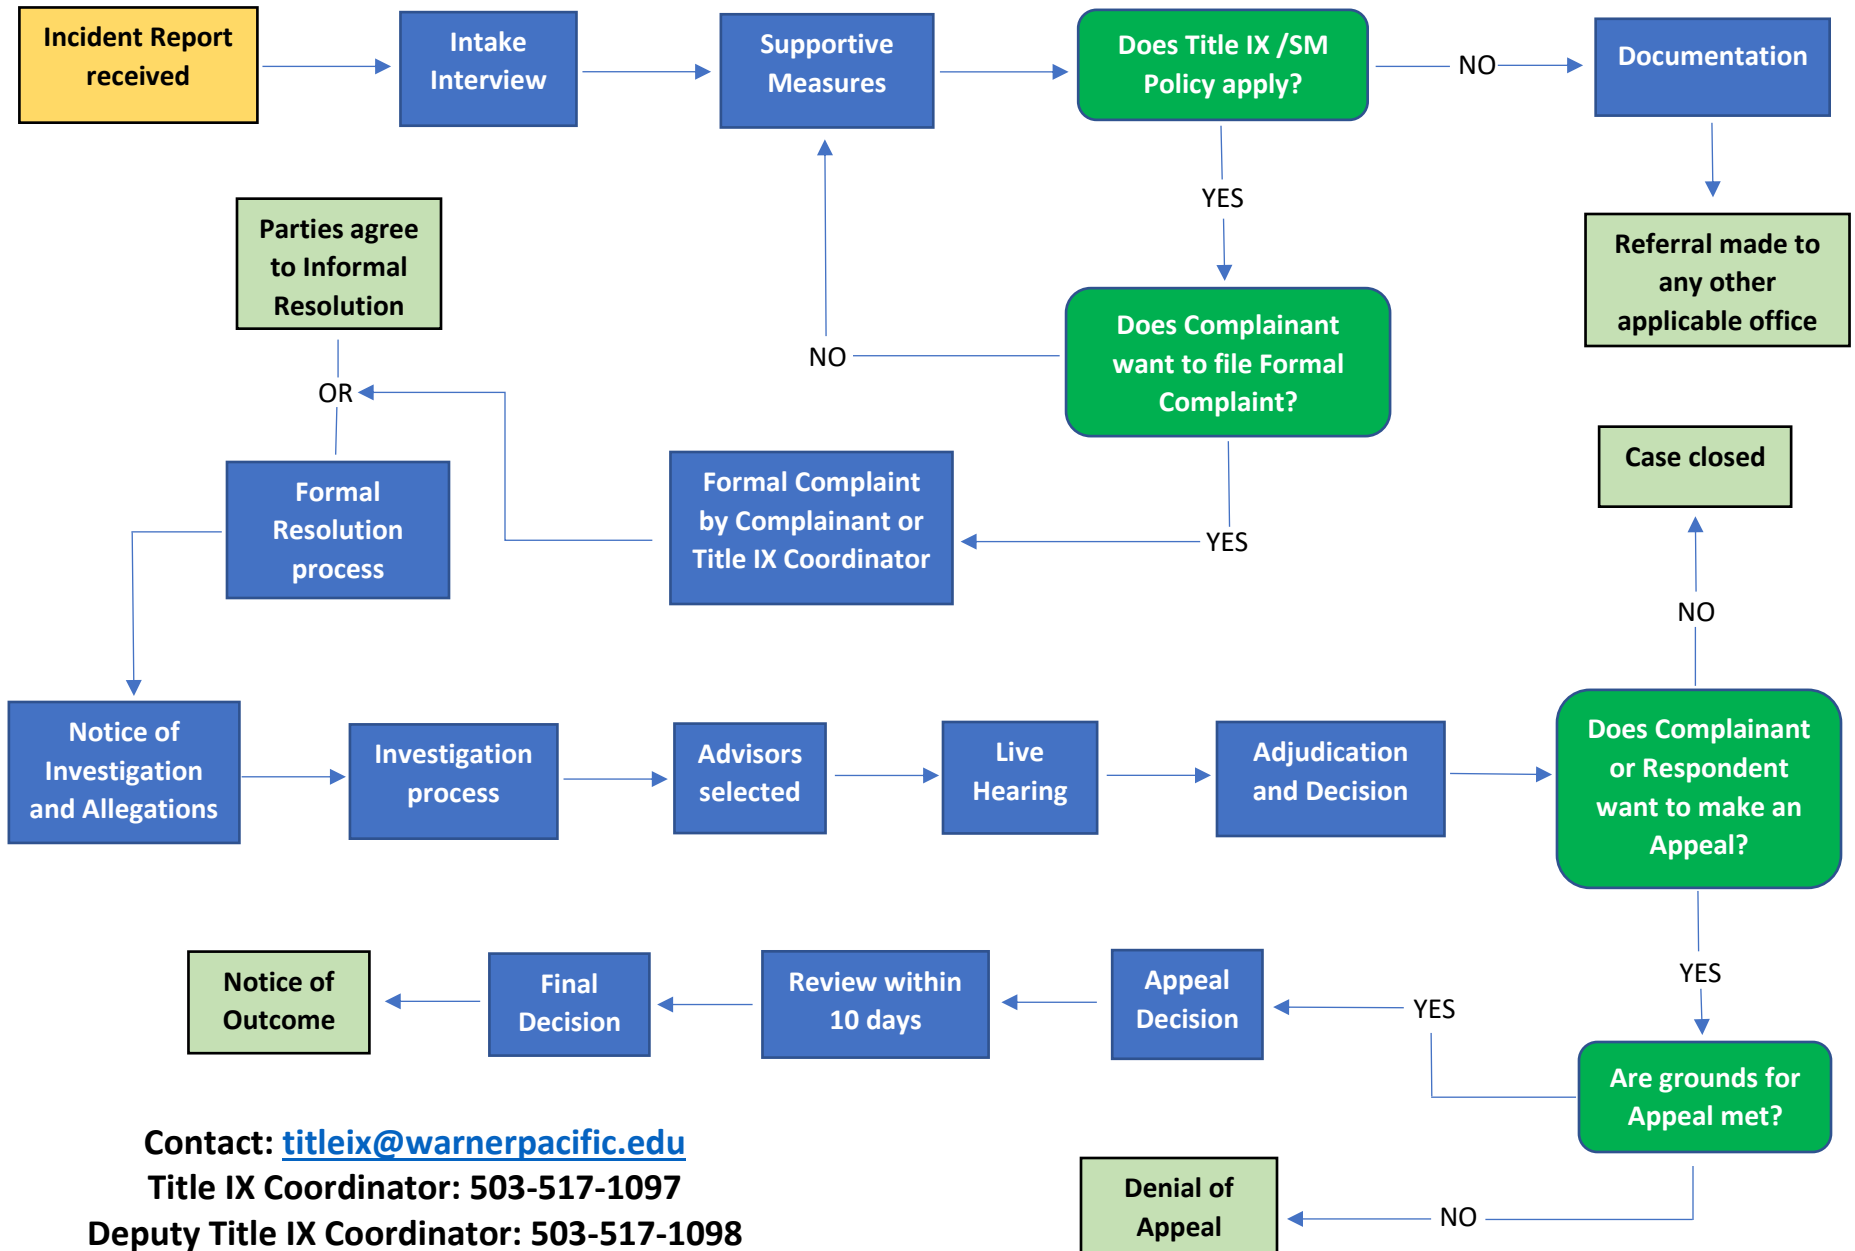 Incident Report
received
Intake
Interview
Supportive
Measures
Does Title IX /SM
Policy apply?
NO
Documentation
YES
Referral made to
any other
applicable office
Parties agree
to Informal
Resolution
Does Complainant
want to file Formal
Complaint?
NO
OR
YES
Formal Complaint
by Complainant or
Title IX Coordinator
Formal
Resolution
process
Case closed
NO
Notice of
Investigation
and Allegations
Investigation
process
Advisors
selected
Live
Hearing
Adjudication
and Decision
Does Complainant
or Respondent
want to make an
Appeal?
YES
Are grounds for
Appeal met?
YES
Appeal
Decision
Review within
10 days
Final
Decision
Notice of
Outcome
NO
Denial of
Appeal
Contact: titleix@warnerpacific.edu
Title IX Coordinator: 503-517-1097
Deputy Title IX Coordinator: 503-517-1098